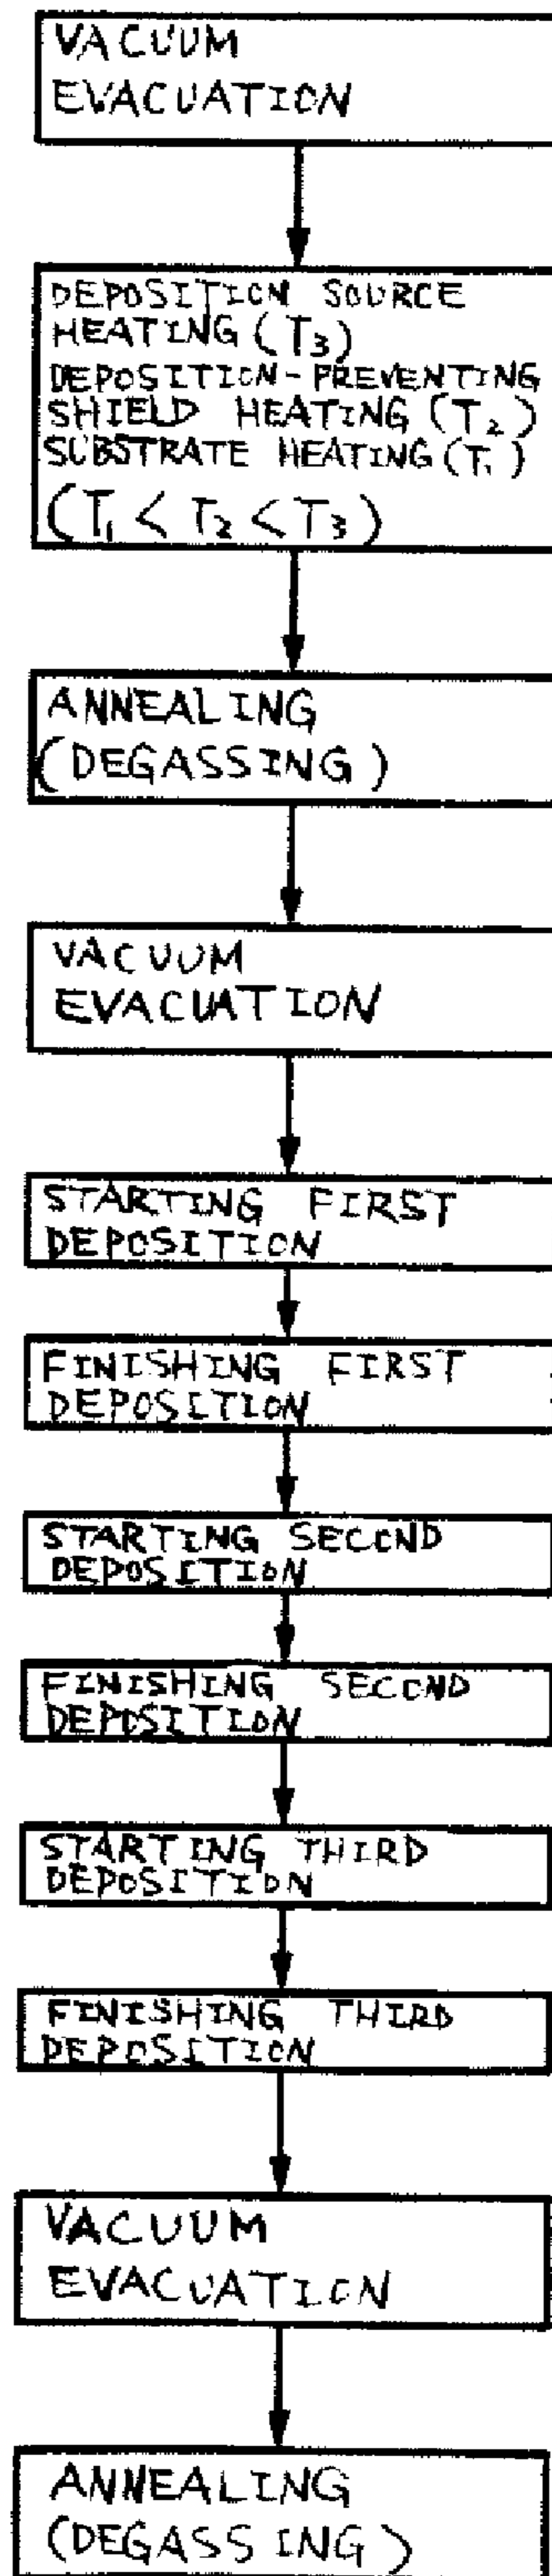 VACUUM
EVACUATION
DEPOSITION SOURCE
HEATING (T₃)
DEPOSITION-PREVENTING
SHIELD HEATING (T₂)
SUBSTRATE HEATING (T₁)
(T₁ < T₂ < T₃)
ANNEALING
(DEGASSING)
VACUUM
EVACUATION
STARTING FIRST
DEPOSITION
FINISHING FIRST
DEPOSITION
STARTING SECOND
DEPOSITION
FINISHING SECOND
DEPOSITION
STARTING THIRD
DEPOSITION
FINISHING THIRD
DEPOSITION
VACUUM
EVACUATION
ANNEALING
(DEGASSING)